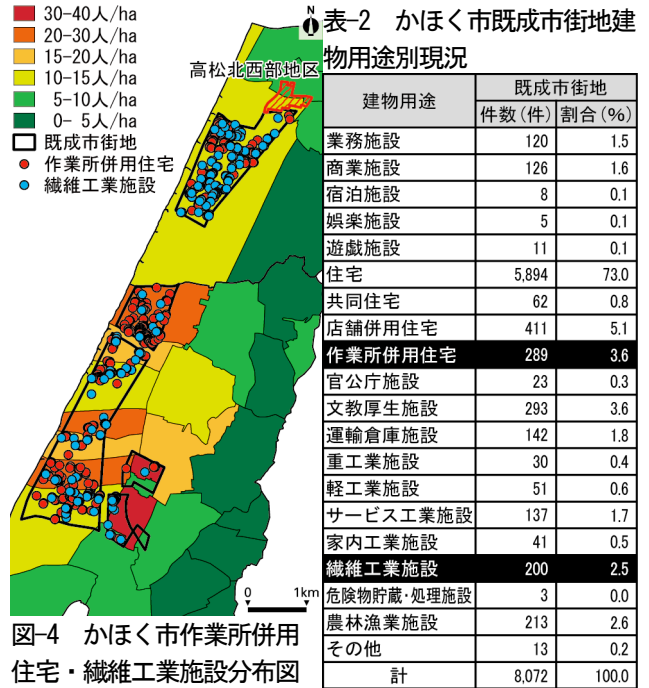 30-40人/ha
20-30人/ha
15-20人/ha
10-15人/ha
5-10人/ha
0- 5人/ha
既成市街地
作業所併用住宅
繊維工業施設
N
高松北西部地区
0 1km
図-4 かほく市作業所併用
住宅・繊維工業施設分布図
表-2 かほく市既成市街地建
物用途別現況
建物用途 既成市街地
件数(件) 割合(%)
業務施設 120 1.5
商業施設 126 1.6
宿泊施設 8 0.1
娯楽施設 5 0.1
遊戯施設 11 0.1
住宅 5,894 73.0
共同住宅 62 0.8
店舗併用住宅 411 5.1
作業所併用住宅 289 3.6
官公庁施設 23 0.3
文教厚生施設 293 3.6
運輸倉庫施設 142 1.8
重工業施設 30 0.4
軽工業施設 51 0.6
サービス工業施設 137 1.7
家内工業施設 41 0.5
繊維工業施設 200 2.5
危険物貯蔵・処理施設 3 0.0
農林漁業施設 213 2.6
その他 13 0.2
計 8,072 100.0